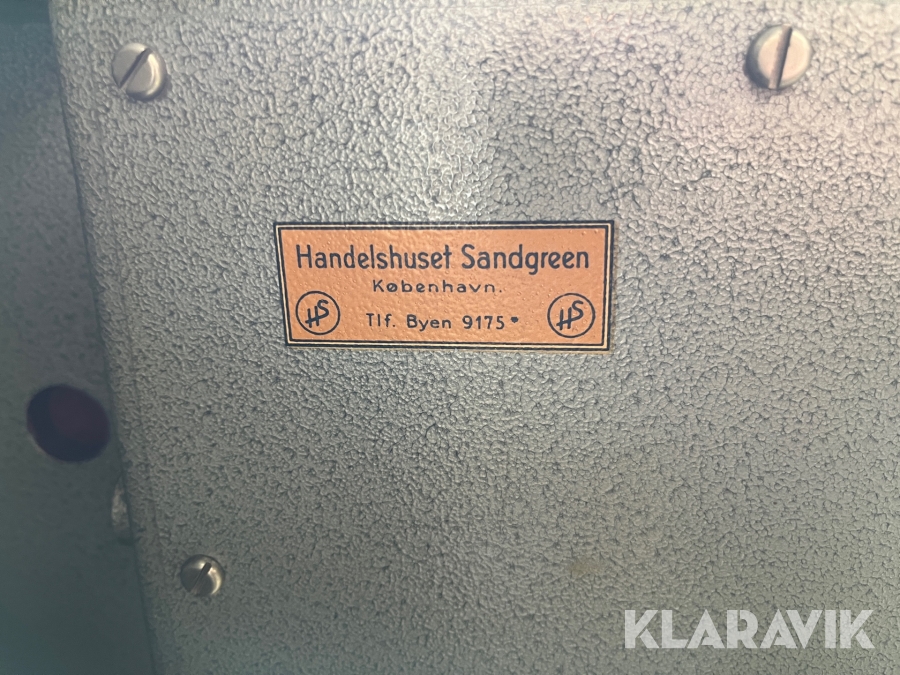 Handelshuset Sandgreen
København.
HS Tlf. Byen 9175* HS
KLARAVIK